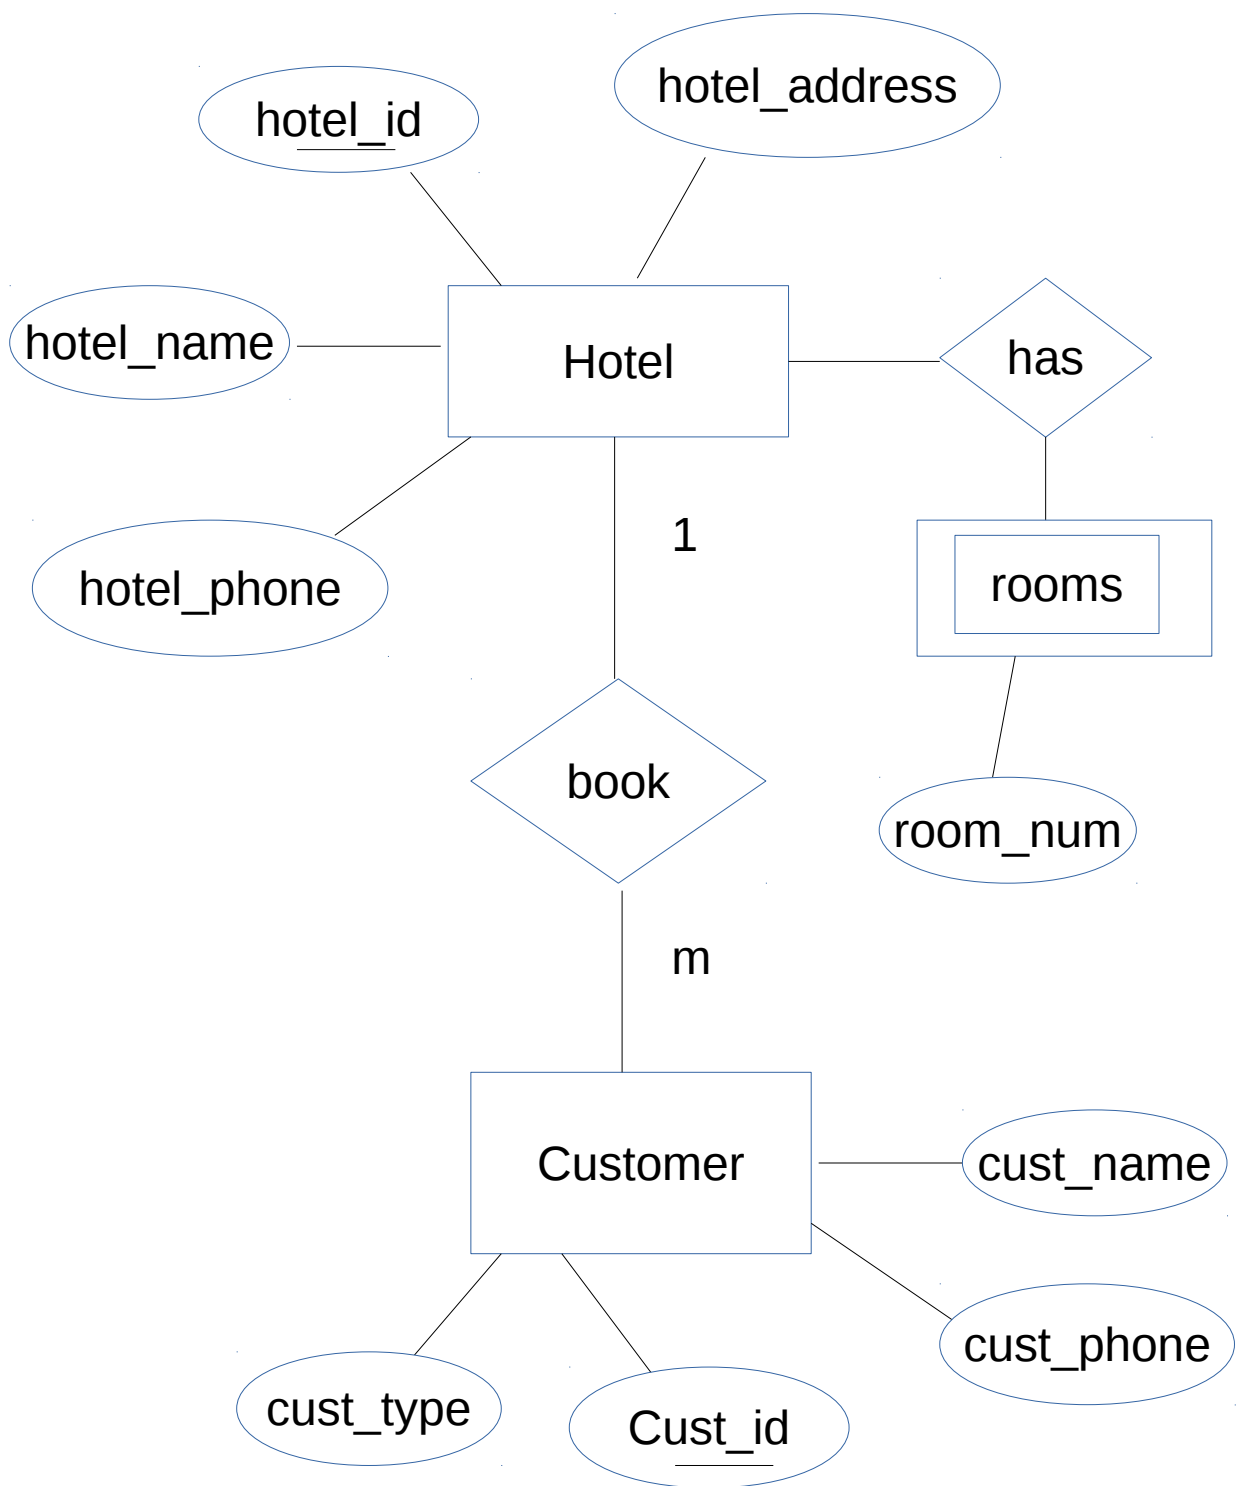 hotel_address
hotel_id
hotel_name
Hotel
has
1
hotel_phone
rooms
book
room_num
m
Customer
cust_name
cust_phone
cust_type
Cust_id